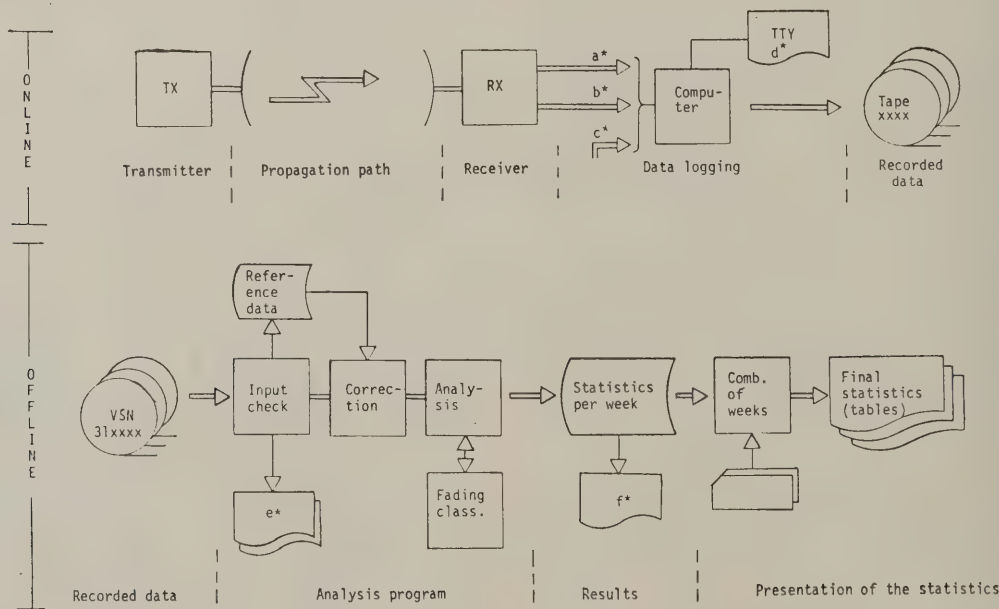 ONLINE
TTY
d*
TX
RX
a*
b*
c*
Compu-
ter
Tape
xxxx
Transmitter
Propagation path
Receiver
Data logging
Recorded
data
OFFLINE
Refer-
ence
data
VSN
31xxxx
Input
check
Correc-
tion
Analy-
sis
Statistics
per week
Comb.
of
weeks
Final
statistics
(tables)
e*
Fading
class.
f*
Recorded data
Analysis program
Results
Presentation of the statistics